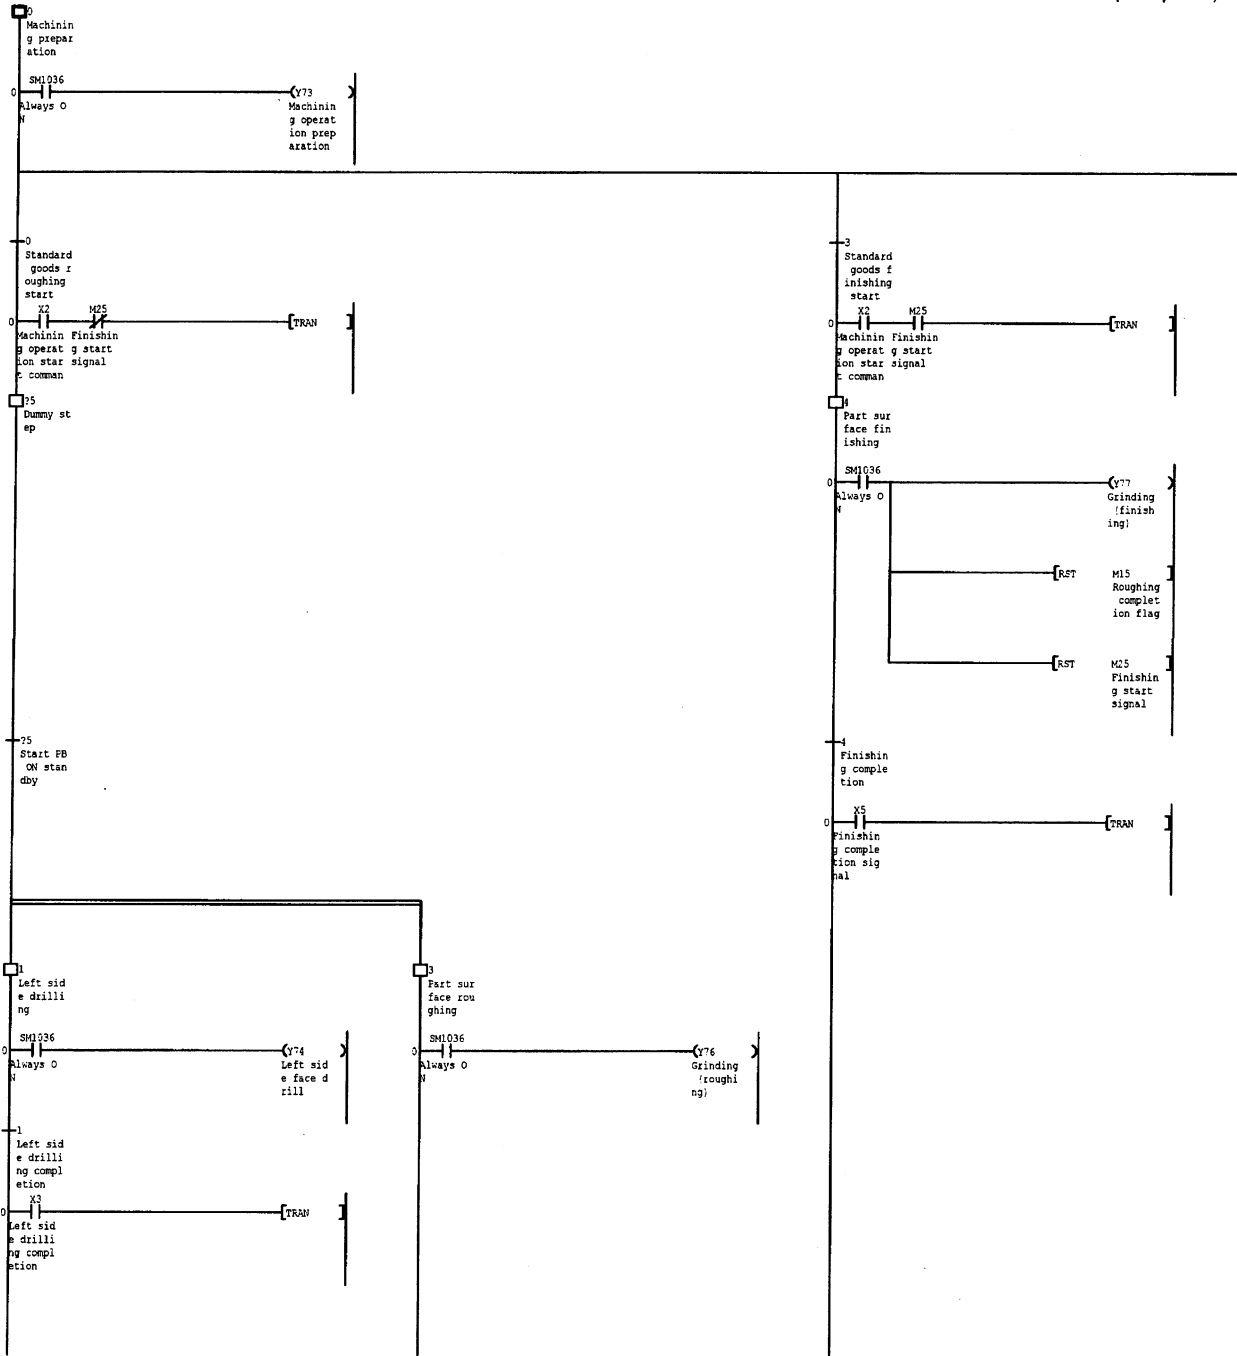 0
Machinin
g prepar
ation
SM1036
0
Always O
N
Y73
Machinin
g operat
ion prep
aration
0
Standard
goods r
oughing
start
X2 M25
0
TRAN
Machinin Finishin
g operat g start
ion star signal
t comman
?5
Dummy st
ep
3
Standard
goods f
inishing
start
X2 M25
0
TRAN
Machinin Finishin
g operat g start
ion star signal
t comman
4
Part sur
face fin
ishing
SM1036
0
Always O
N
Y77
Grinding
(finish
ing)
RST M15
Roughing
complet
ion flag
RST M25
Finishin
g start
signal
?5
Start PB
ON stan
dby
4
Finishin
g comple
tion
X5
0
TRAN
Finishin
g comple
tion sig
nal
1
Left sid
e drilli
ng
SM1036
0
Always O
N
Y74
Left sid
e face d
rill
3
Part sur
face rou
ghing
SM1036
0
Always O
N
Y76
Grinding
(roughi
ng)
1
Left sid
e drilli
ng compl
etion
X3
0
TRAN
Left sid
e drilli
ng compl
etion